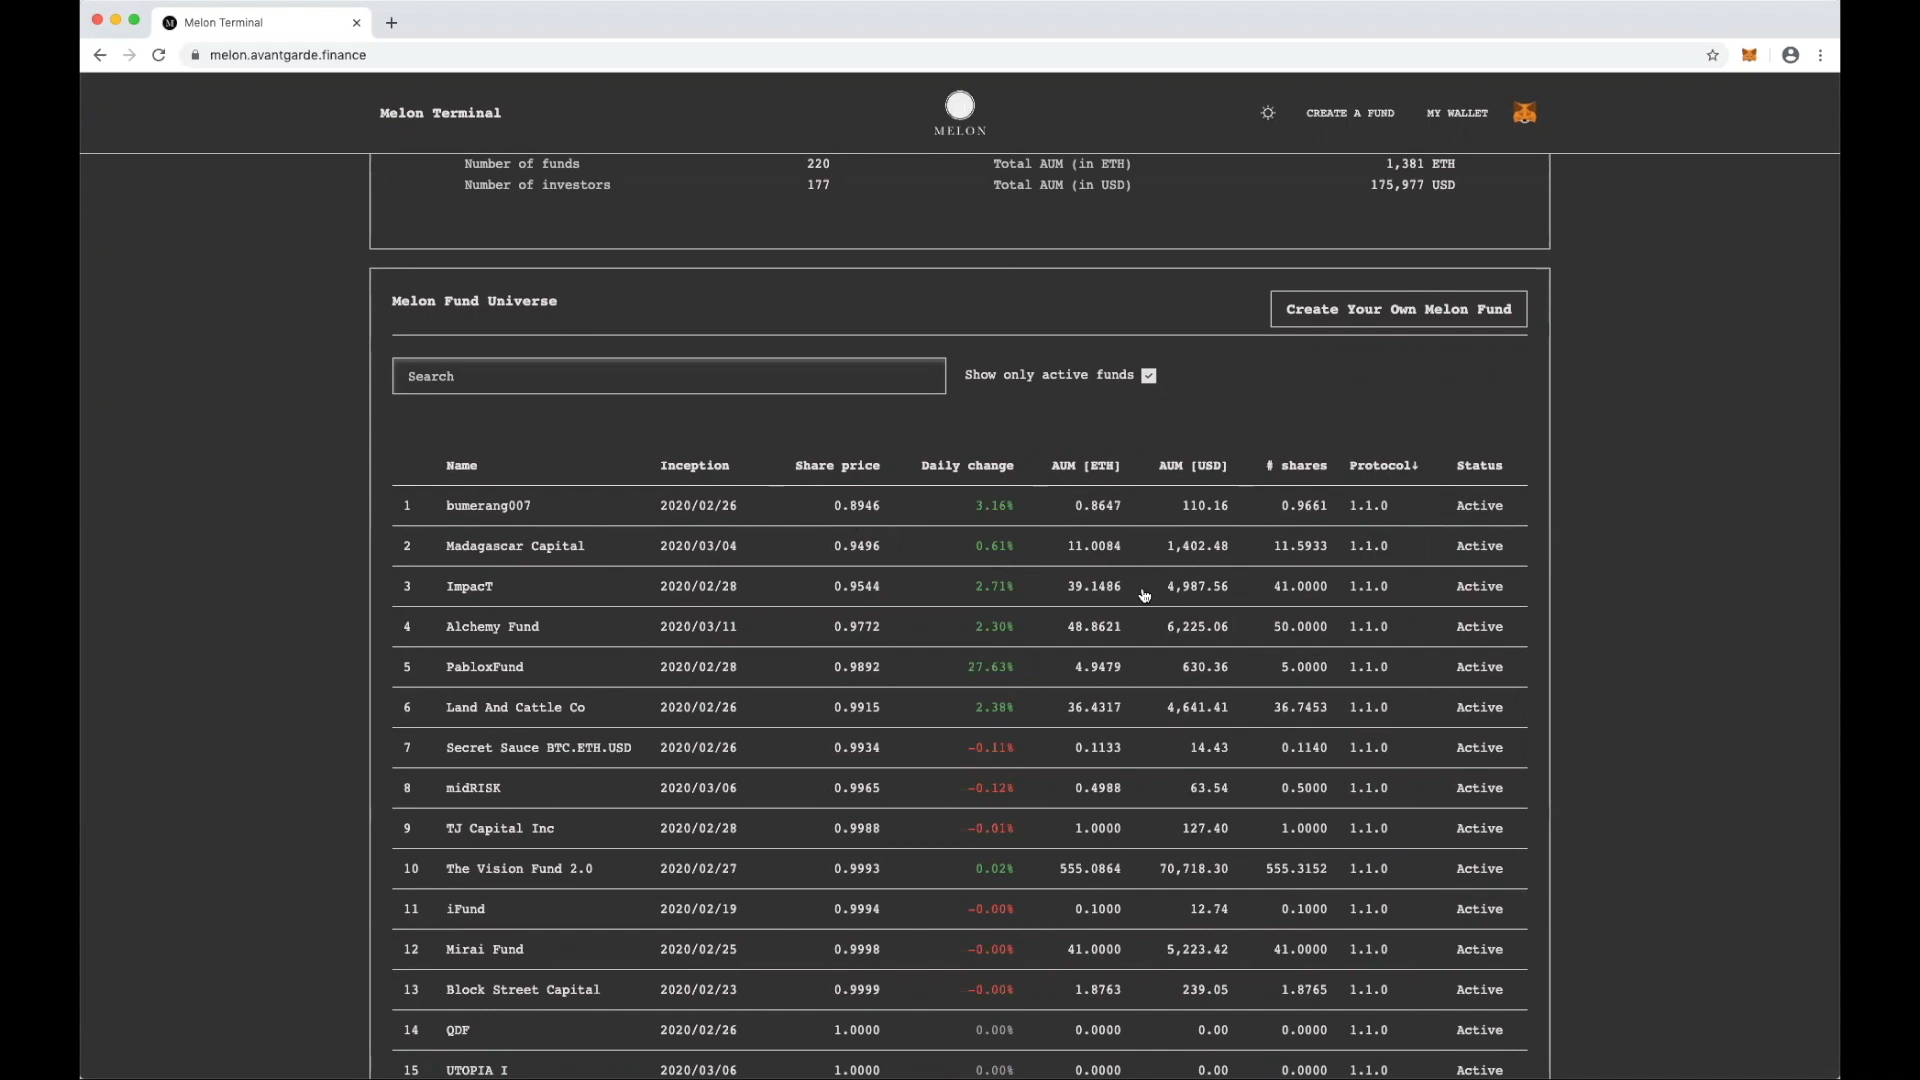 Melon Terminal
melon.avantgarde.finance
Melon Terminal
MELON
CREATE A FUND
MY WALLET
Number of funds 220 Total AUM (in ETH) 1,381 ETH
Number of investors 177 Total AUM (in USD) 175,977 USD
Melon Fund Universe
Create Your Own Melon Fund
Search
Show only active funds
Name Inception Share price Daily change AUM [ETH] AUM [USD] # shares Protocol↓ Status
1 bumerang007 2020/02/26 0.8946 3.16% 0.8647 110.16 0.9661 1.1.0 Active
2 Madagascar Capital 2020/03/04 0.9496 0.61% 11.0084 1,402.48 11.5933 1.1.0 Active
3 ImpacT 2020/02/28 0.9544 2.71% 39.1486 4,987.56 41.0000 1.1.0 Active
4 Alchemy Fund 2020/03/11 0.9772 2.30% 48.8621 6,225.06 50.0000 1.1.0 Active
5 PabloxFund 2020/02/28 0.9892 27.63% 4.9479 630.36 5.0000 1.1.0 Active
6 Land And Cattle Co 2020/02/26 0.9915 2.38% 36.4317 4,641.41 36.7453 1.1.0 Active
7 Secret Sauce BTC.ETH.USD 2020/02/26 0.9934 -0.11% 0.1133 14.43 0.1140 1.1.0 Active
8 midRISK 2020/03/06 0.9965 -0.12% 0.4988 63.54 0.5000 1.1.0 Active
9 TJ Capital Inc 2020/02/28 0.9988 -0.01% 1.0000 127.40 1.0000 1.1.0 Active
10 The Vision Fund 2.0 2020/02/27 0.9993 0.02% 555.0864 70,718.30 555.3152 1.1.0 Active
11 iFund 2020/02/19 0.9994 -0.00% 0.1000 12.74 0.1000 1.1.0 Active
12 Mirai Fund 2020/02/25 0.9998 -0.00% 41.0000 5,223.42 41.0000 1.1.0 Active
13 Block Street Capital 2020/02/23 0.9999 -0.00% 1.8763 239.05 1.8765 1.1.0 Active
14 QDF 2020/02/26 1.0000 0.00% 0.0000 0.00 0.0000 1.1.0 Active
15 UTOPIA I 2020/03/06 1.0000 0.00% 0.0000 0.00 0.0000 1.1.0 Active